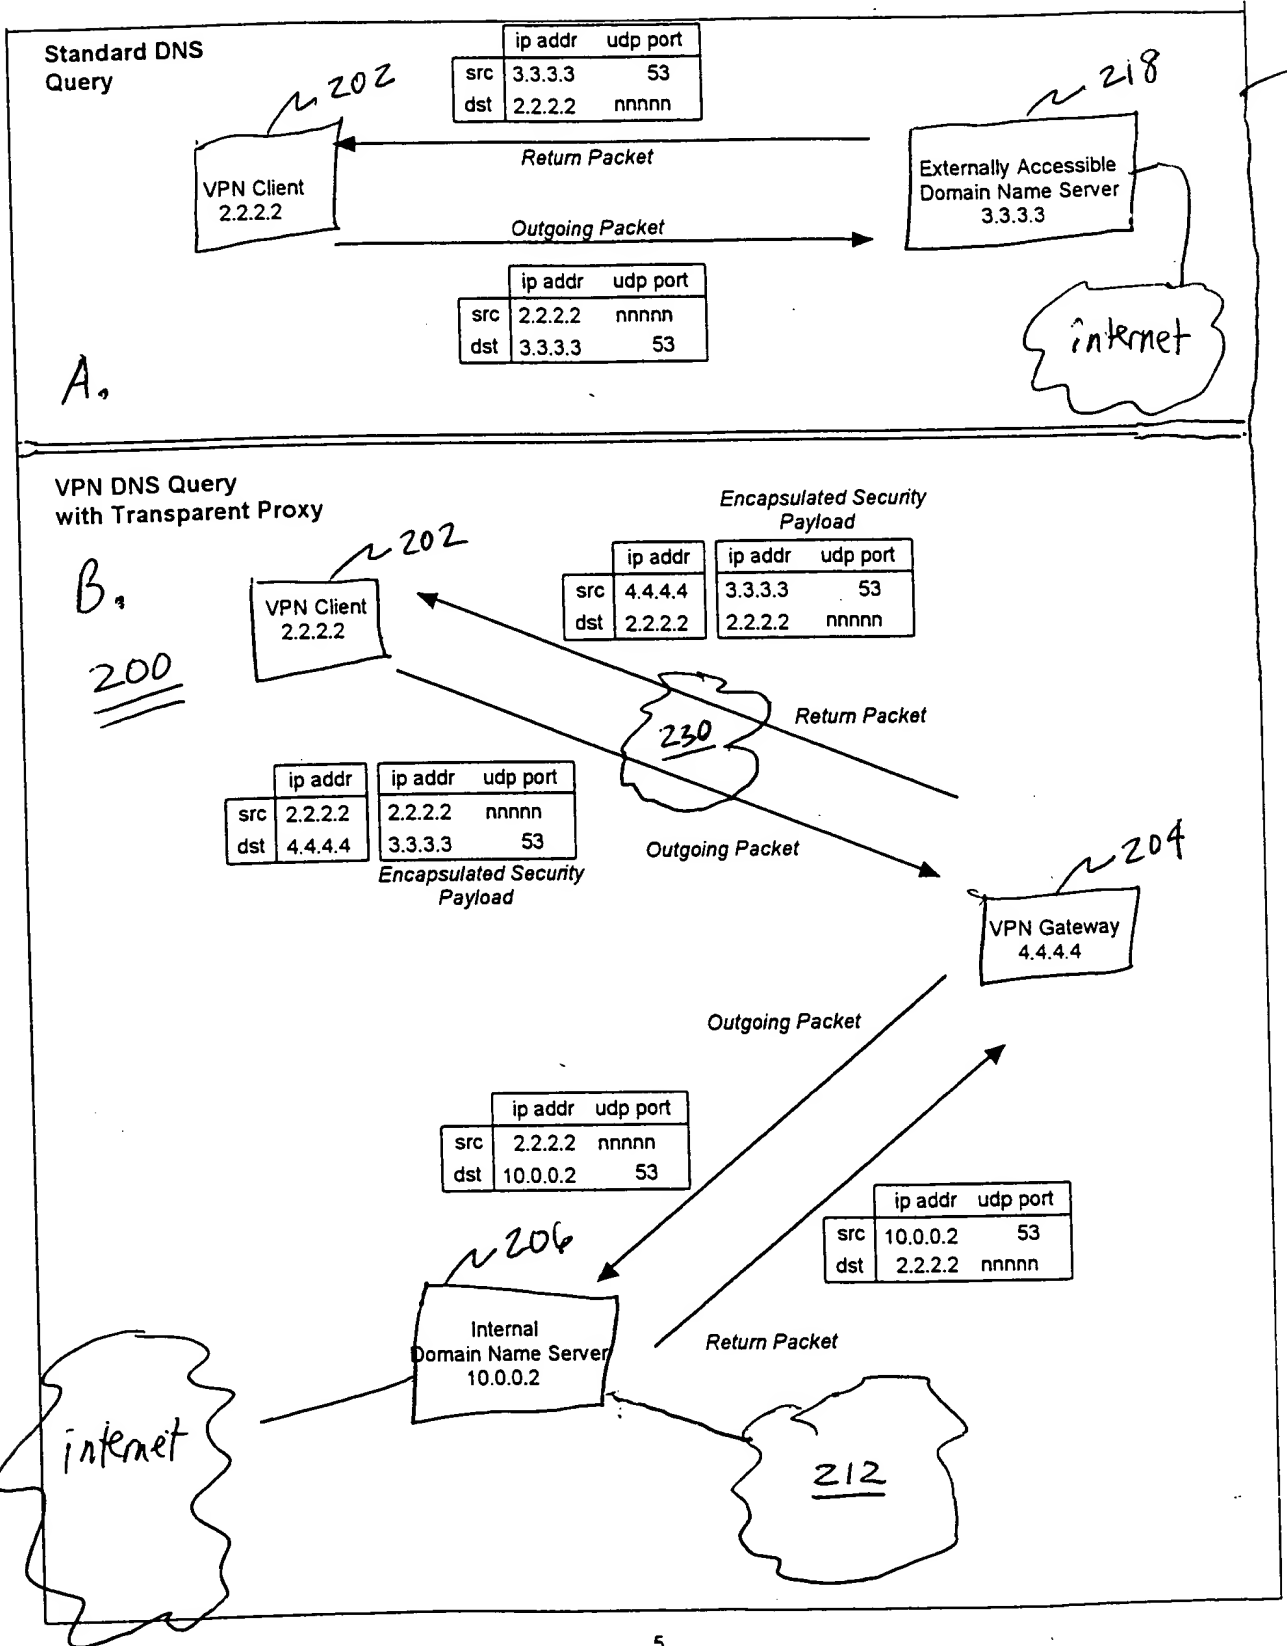 Standard DNS
Query
202
ip addr udp port
src 3.3.3.3 53
dst 2.2.2.2 nnnnn
218
Return Packet
VPN Client
2.2.2.2
Externally Accessible
Domain Name Server
3.3.3.3
Outgoing Packet
ip addr udp port
src 2.2.2.2 nnnnn
dst 3.3.3.3 53
internet
A.
VPN DNS Query
with Transparent Proxy
B.
200
202
VPN Client
2.2.2.2
Encapsulated Security
Payload
ip addr ip addr udp port
src 4.4.4.4 3.3.3.3 53
dst 2.2.2.2 2.2.2.2 nnnnn
230
Return Packet
ip addr ip addr udp port
src 2.2.2.2 2.2.2.2 nnnnn
dst 4.4.4.4 3.3.3.3 53
Encapsulated Security
Payload
Outgoing Packet
204
VPN Gateway
4.4.4.4
Outgoing Packet
ip addr udp port
src 2.2.2.2 nnnnn
dst 10.0.0.2 53
ip addr udp port
src 10.0.0.2 53
dst 2.2.2.2 nnnnn
206
Internal
Domain Name Server
10.0.0.2
Return Packet
internet
212
5